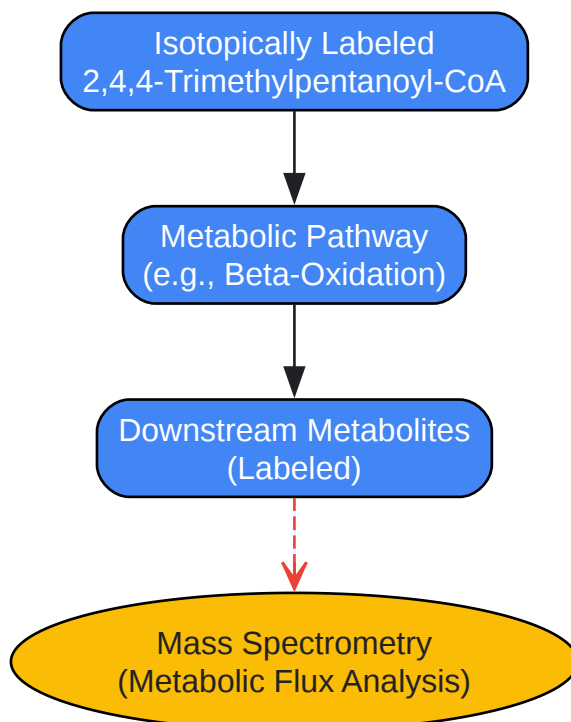 Isotopically Labeled
2,4,4-Trimethylpentanoyl-CoA
Metabolic Pathway
(e.g., Beta-Oxidation)
Downstream Metabolites
(Labeled)
Mass Spectrometry
(Metabolic Flux Analysis)